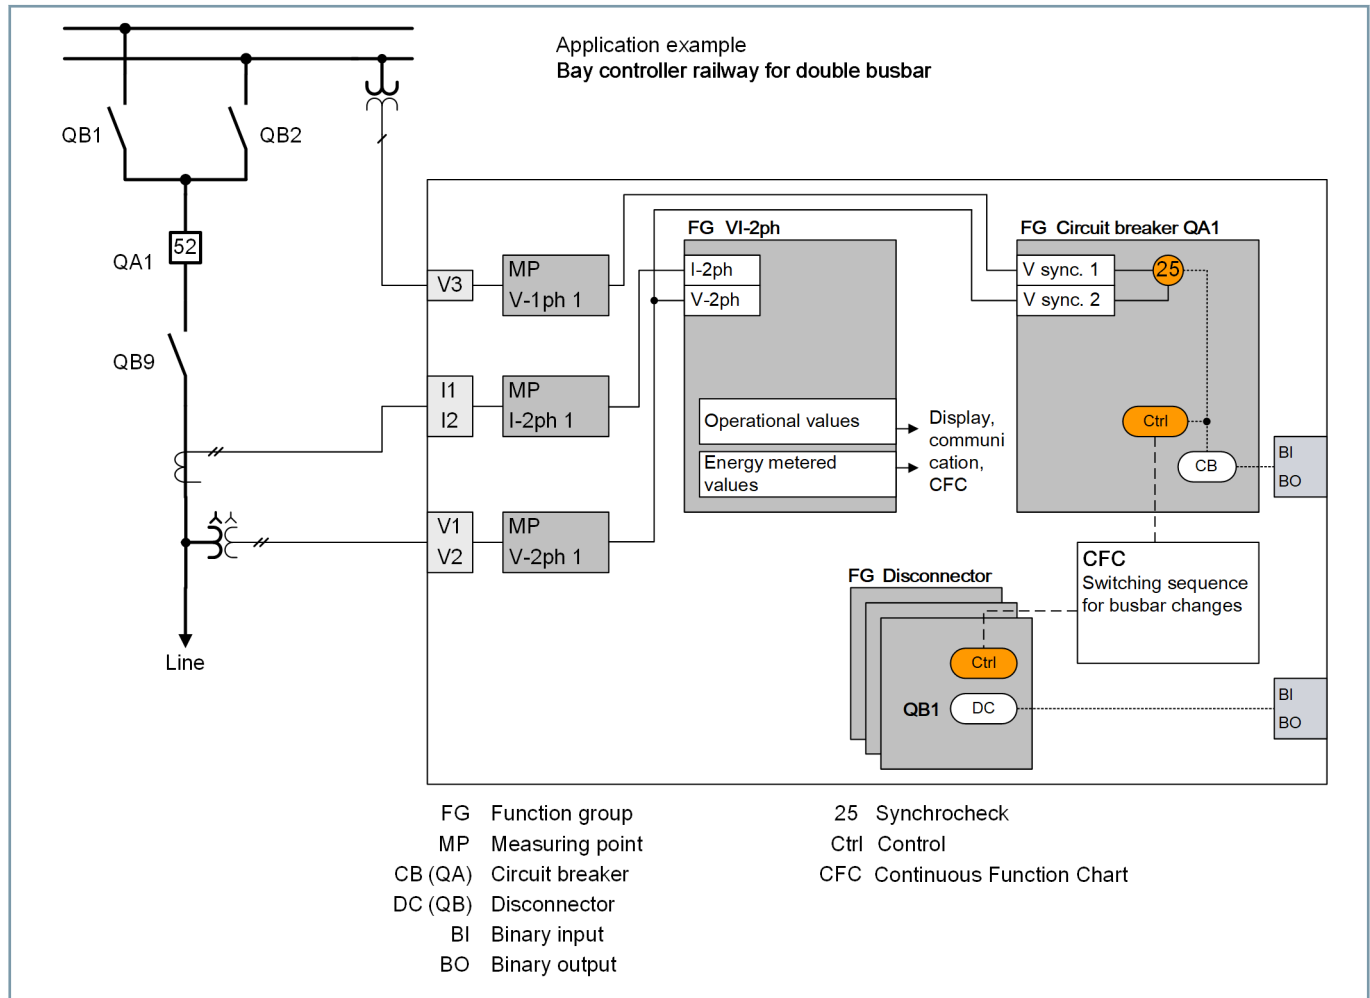 Application example
Bay controller railway for double busbar
QB1
QB2
QA1
52
QB9
Line
V3
MP
V-1ph 1
I1
I2
MP
I-2ph 1
V1
V2
MP
V-2ph 1
FG VI-2ph
I-2ph
V-2ph
Operational values
Energy metered
values
Display,
communi
cation,
CFC
FG Circuit breaker QA1
V sync. 1
V sync. 2
25
Ctrl
CB
BI
BO
CFC
Switching sequence
for busbar changes
FG Disconnector
Ctrl
QB1
DC
BI
BO
FG Function group
MP Measuring point
CB (QA) Circuit breaker
DC (QB) Disconnector
BI Binary input
BO Binary output
25 Synchrocheck
Ctrl Control
CFC Continuous Function Chart